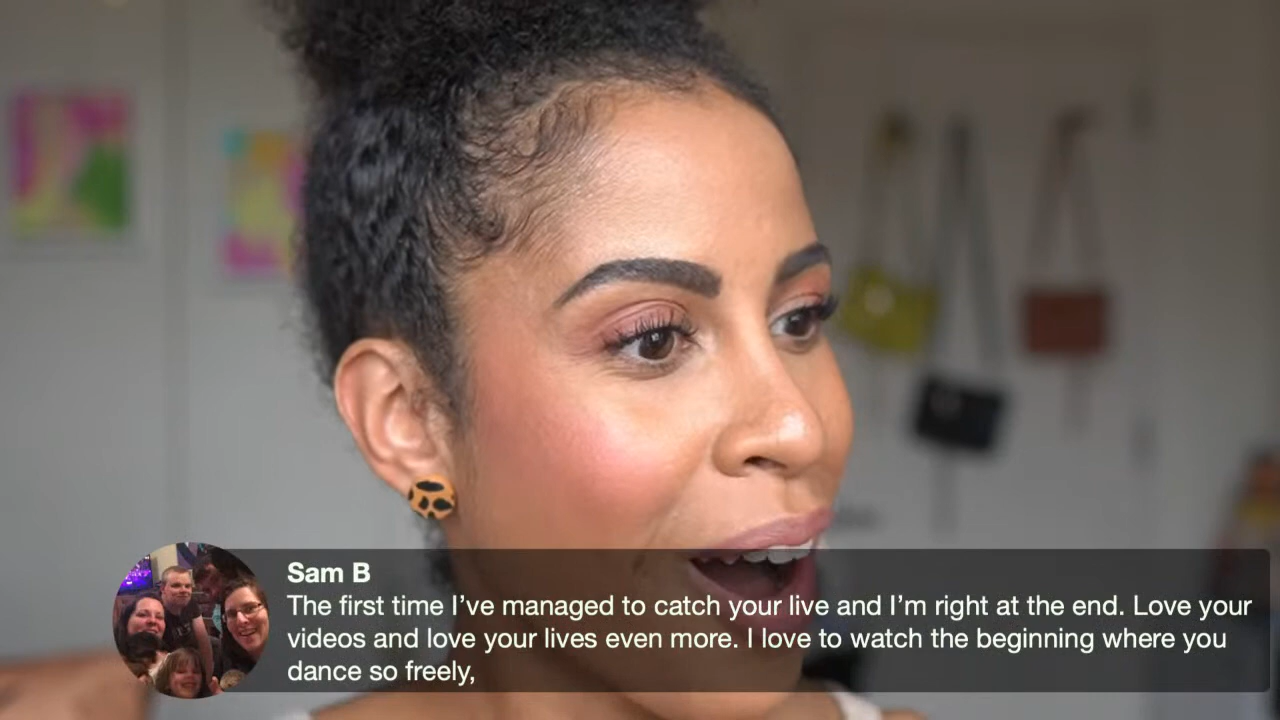 Sam B
The first time I’ve managed to catch your live and I’m right at the end. Love your
videos and love your lives even more. I love to watch the beginning where you
dance so freely,